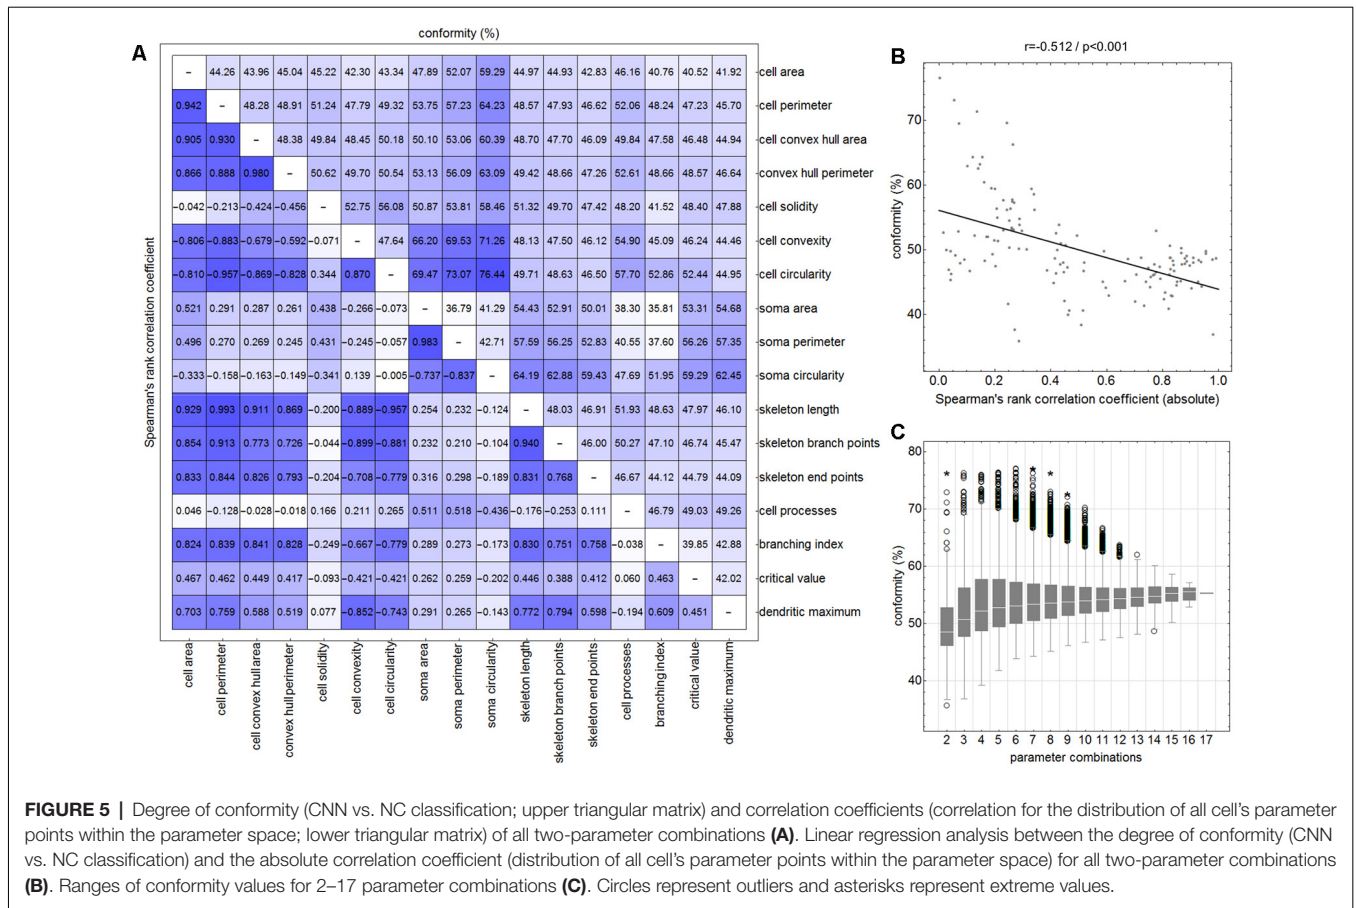 conformity (%)
A
– 44.26 43.96 45.04 45.22 42.30 43.34 47.89 52.07 59.29 44.97 44.93 42.83 46.16 40.76 40.52 41.92 cell area
0.942 – 48.28 48.91 51.24 47.79 49.32 53.75 57.23 64.23 48.57 47.93 46.62 52.06 48.24 47.23 45.70 cell perimeter
0.905 0.930 – 48.38 49.84 48.45 50.18 50.10 53.06 60.39 48.70 47.70 46.09 49.84 47.58 46.48 44.94 cell convex hull area
0.866 0.888 0.980 – 50.62 49.70 50.54 53.13 56.09 63.09 49.42 48.66 47.26 52.61 48.66 48.57 46.64 convex hull perimeter
−0.042 −0.213 −0.424 −0.456 – 52.75 56.08 50.87 53.81 58.46 51.32 49.70 47.42 48.20 41.52 48.40 47.88 cell solidity
−0.806 −0.883 −0.679 −0.592 −0.071 – 47.64 66.20 69.53 71.26 48.13 47.50 46.12 54.90 45.09 46.24 44.46 cell convexity
−0.810 −0.957 −0.869 −0.828 0.344 0.870 – 69.47 73.07 76.44 49.71 48.63 46.50 57.70 52.86 52.44 44.95 cell circularity
0.521 0.291 0.287 0.261 0.438 −0.266 −0.073 – 36.79 41.29 54.43 52.91 50.01 38.30 35.81 53.31 54.68 soma area
0.496 0.270 0.269 0.245 0.431 −0.245 −0.057 0.983 – 42.71 57.59 56.25 52.83 40.55 37.60 56.26 57.35 soma perimeter
−0.333 −0.158 −0.163 −0.149 −0.341 0.139 −0.005 −0.737 −0.837 – 64.19 62.88 59.43 47.69 51.95 59.29 62.45 soma circularity
0.929 0.993 0.911 0.869 −0.200 −0.889 −0.957 0.254 0.232 −0.124 – 48.03 46.91 51.93 48.63 47.97 46.10 skeleton length
0.854 0.913 0.773 0.726 −0.044 −0.899 −0.881 0.232 0.210 −0.104 0.940 – 46.00 50.27 47.10 46.74 45.47 skeleton branch points
0.833 0.844 0.826 0.793 −0.204 −0.708 −0.779 0.316 0.298 −0.189 0.831 0.768 – 46.67 44.12 44.79 44.09 skeleton end points
0.046 −0.128 −0.028 −0.018 0.166 0.211 0.265 0.511 0.518 −0.436 −0.176 −0.253 0.111 – 46.79 49.03 49.26 cell processes
0.824 0.839 0.841 0.828 −0.249 −0.667 −0.779 0.289 0.273 −0.173 0.830 0.751 0.758 −0.038 – 39.85 42.88 branching index
0.467 0.462 0.449 0.417 −0.093 −0.421 −0.421 0.262 0.259 −0.202 0.446 0.388 0.412 0.060 0.463 – 42.02 critical value
0.703 0.759 0.588 0.519 0.077 −0.852 −0.743 0.291 0.265 −0.143 0.772 0.794 0.598 −0.194 0.609 0.451 – dendritic maximum
Spearman's rank correlation coefficient
cell area
cell perimeter
cell convex hull area
convex hull perimeter
cell solidity
cell convexity
cell circularity
soma area
soma perimeter
soma circularity
skeleton length
skeleton branch points
skeleton end points
cell processes
branching index
critical value
dendritic maximum
B
r=-0.512 / p<0.001
conformity (%)
70
60
50
40
0.0 0.2 0.4 0.6 0.8 1.0
Spearman's rank correlation coefficient (absolute)
C
conformity (%)
80
70
60
50
40
2 3 4 5 6 7 8 9 10 11 12 13 14 15 16 17
parameter combinations
FIGURE 5 | Degree of conformity (CNN vs. NC classification; upper triangular matrix) and correlation coefficients (correlation for the distribution of all cell's parameter
points within the parameter space; lower triangular matrix) of all two-parameter combinations (A). Linear regression analysis between the degree of conformity (CNN
vs. NC classification) and the absolute correlation coefficient (distribution of all cell's parameter points within the parameter space) for all two-parameter combinations
(B). Ranges of conformity values for 2–17 parameter combinations (C). Circles represent outliers and asterisks represent extreme values.